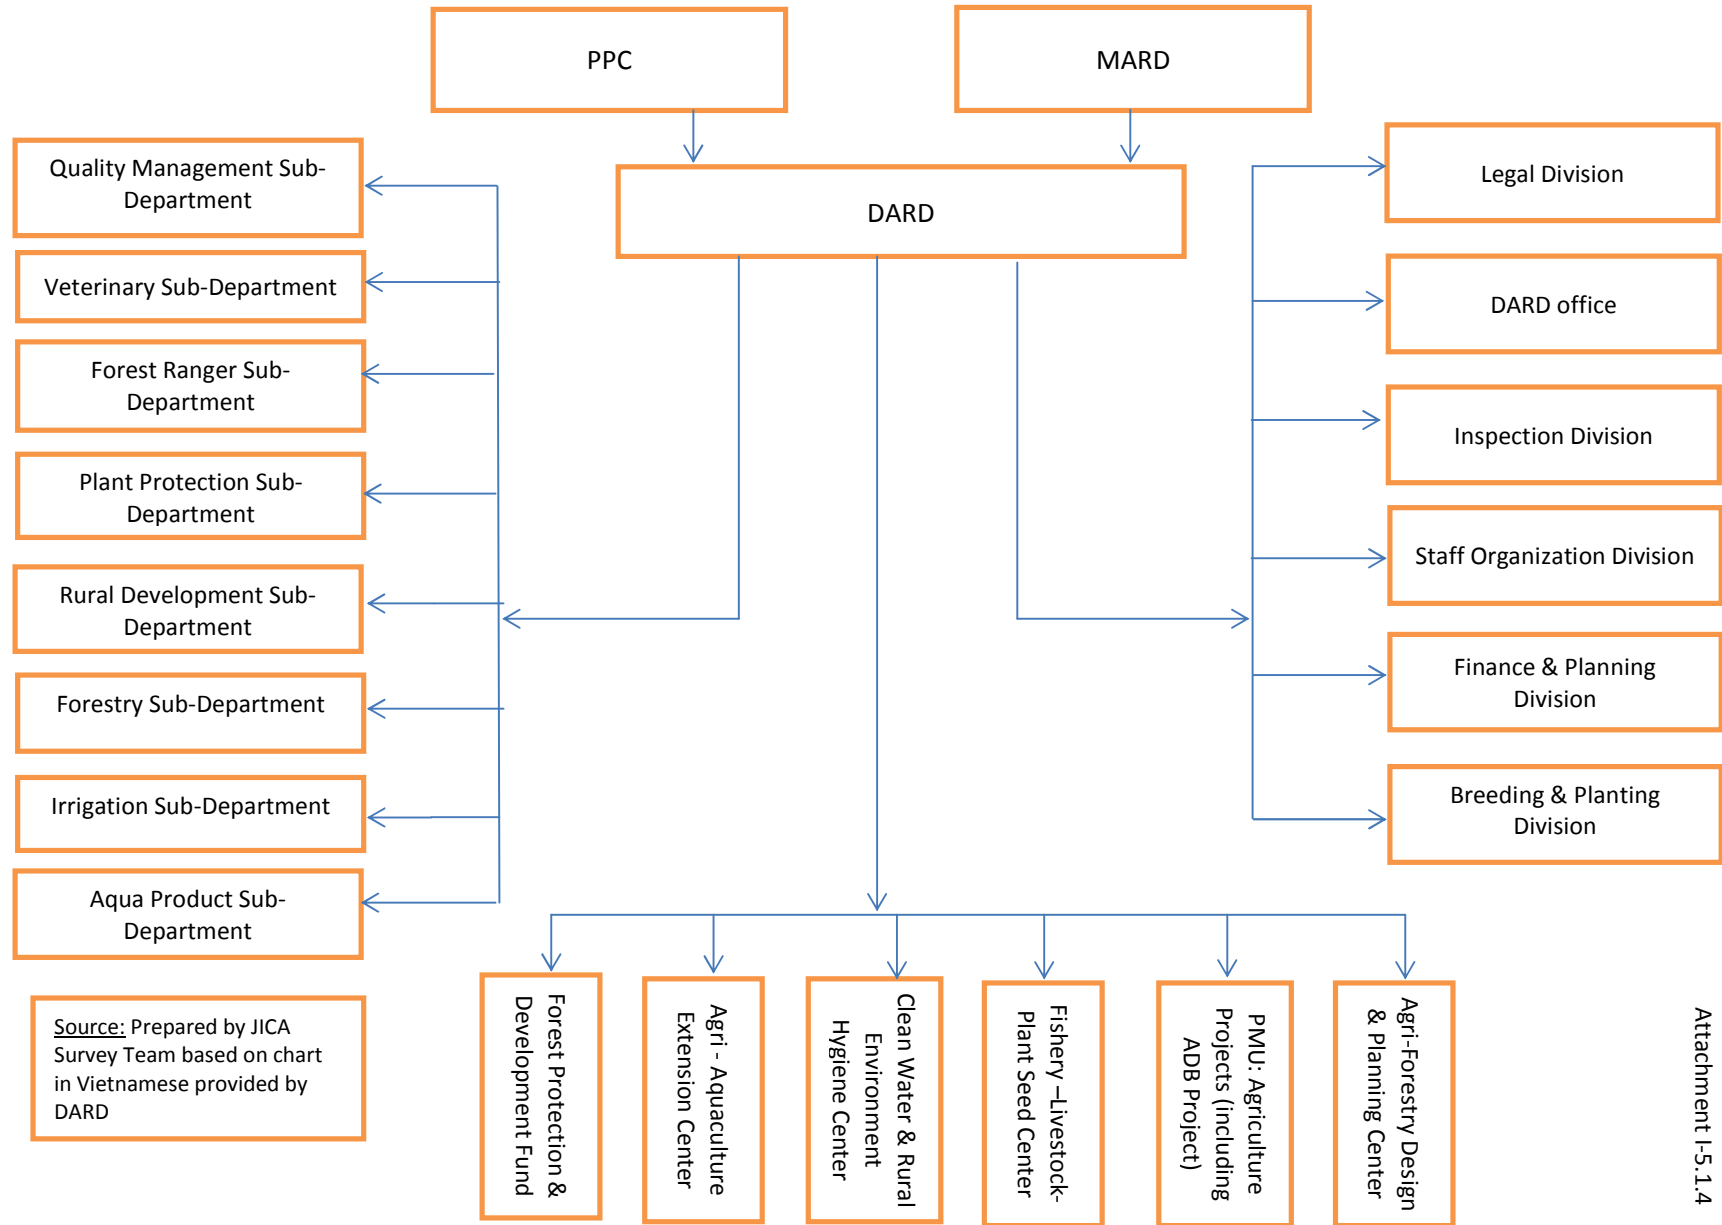 PPC
MARD
DARD
Quality Management Sub-
Department
Veterinary Sub-Department
Forest Ranger Sub-
Department
Plant Protection Sub-
Department
Rural Development Sub-
Department
Forestry Sub-Department
Irrigation Sub-Department
Aqua Product Sub-
Department
Legal Division
DARD office
Inspection Division
Staff Organization Division
Finance & Planning
Division
Breeding & Planting
Division
Forest Protection &
Development Fund
Agri - Aquaculture
Extension Center
Clean Water & Rural
Environment
Hygiene Center
Fishery –Livestock-
Plant Seed Center
PMU: Agriculture
Projects (including
ADB Project)
Agri-Forestry Design
& Planning Center
Source: Prepared by JICA
Survey Team based on chart
in Vietnamese provided by
DARD
Attachment I-5.1.4